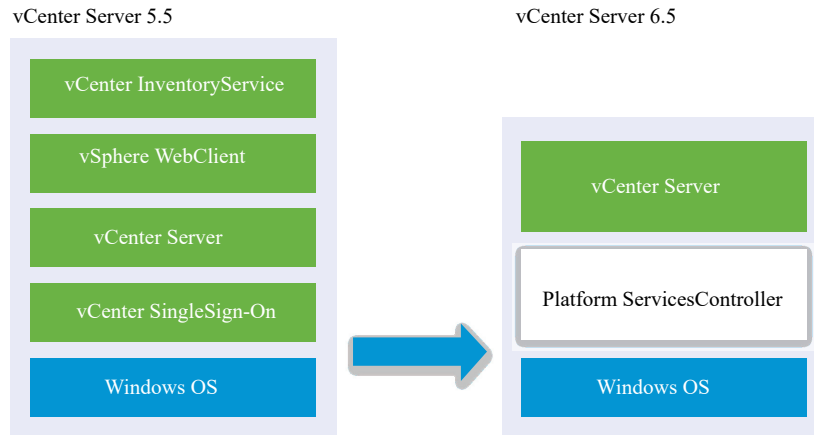 vCenter Server 5.5
vCenter InventoryService
vSphere WebClient
vCenter Server
vCenter SingleSign-On
Windows OS
vCenter Server 6.5
vCenter Server
Platform ServicesController
Windows OS